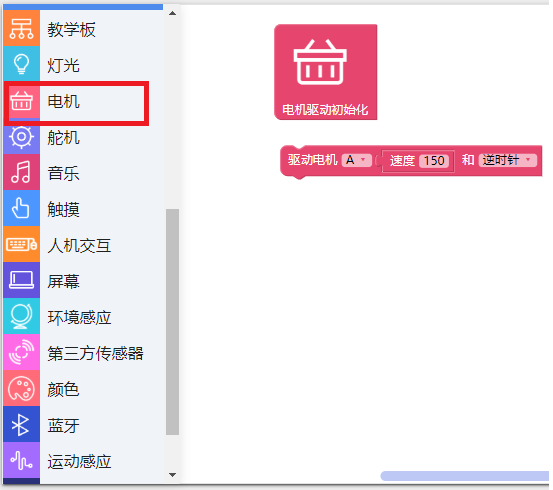 教学板
灯光
电机
舵机
音乐
触摸
人机交互
屏幕
环境感应
第三方传感器
颜色
蓝牙
运动感应
电机驱动初始化
驱动电机 A 速度 150 和 逆时针